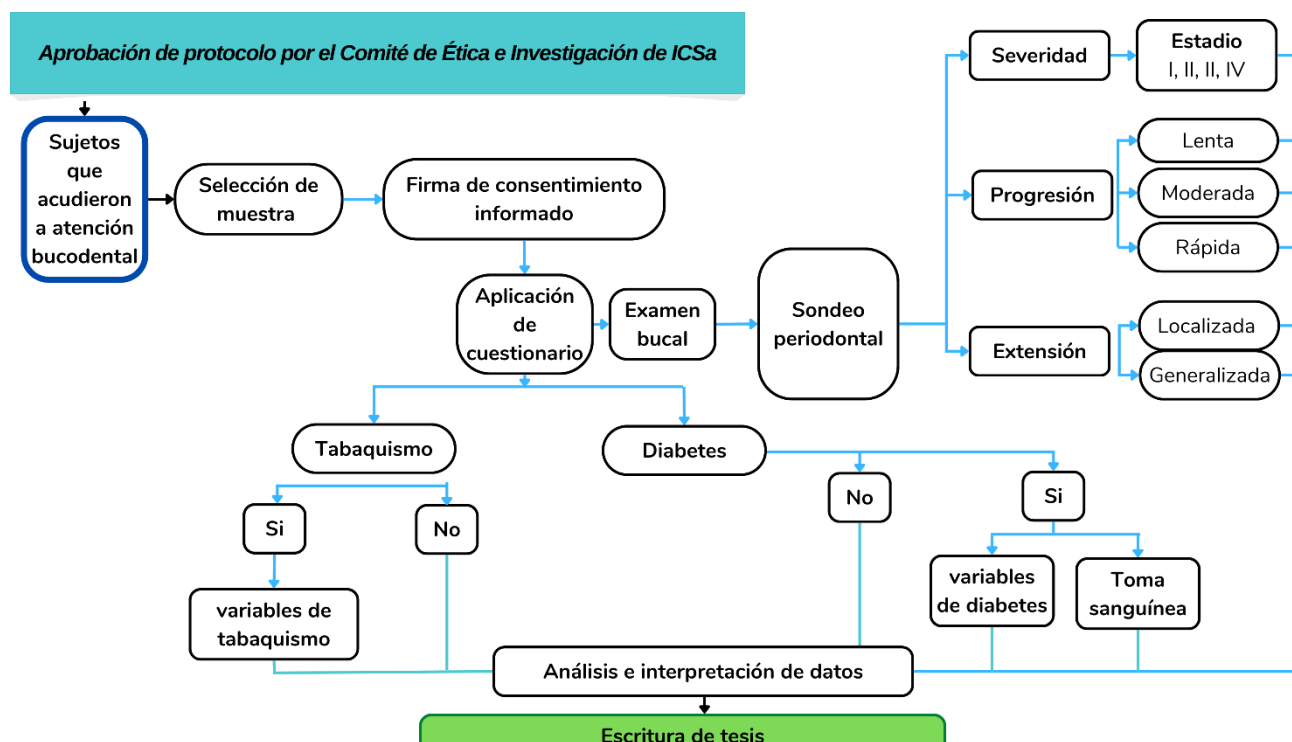 Aprobación de protocolo por el Comité de Ética e Investigación de ICSa
Sujetos
que
acudieron
a atención
bucodental
Selección de
muestra
Firma de consentimiento
informado
Aplicación
de
cuestionario
Examen
bucal
Sondeo
periodontal
Severidad
Estadio
I, II, II, IV
Progresión
Lenta
Moderada
Rápida
Extensión
Localizada
Generalizada
Tabaquismo
Diabetes
Si
No
No
Si
variables de
tabaquismo
variables
de diabetes
Toma
sanguínea
Análisis e interpretación de datos
Escritura de tesis